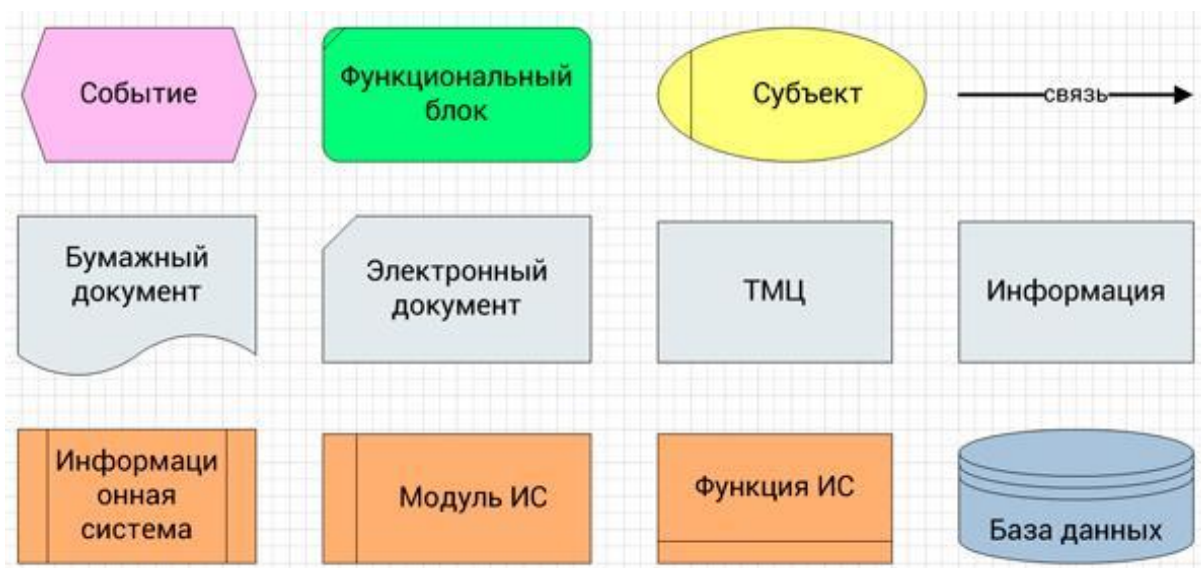 Событие
Функциональный
блок
Субъект
связь
Бумажный
документ
Электронный
документ
ТМЦ
Информация
Информаци
онная
система
Модуль ИС
Функция ИС
База данных